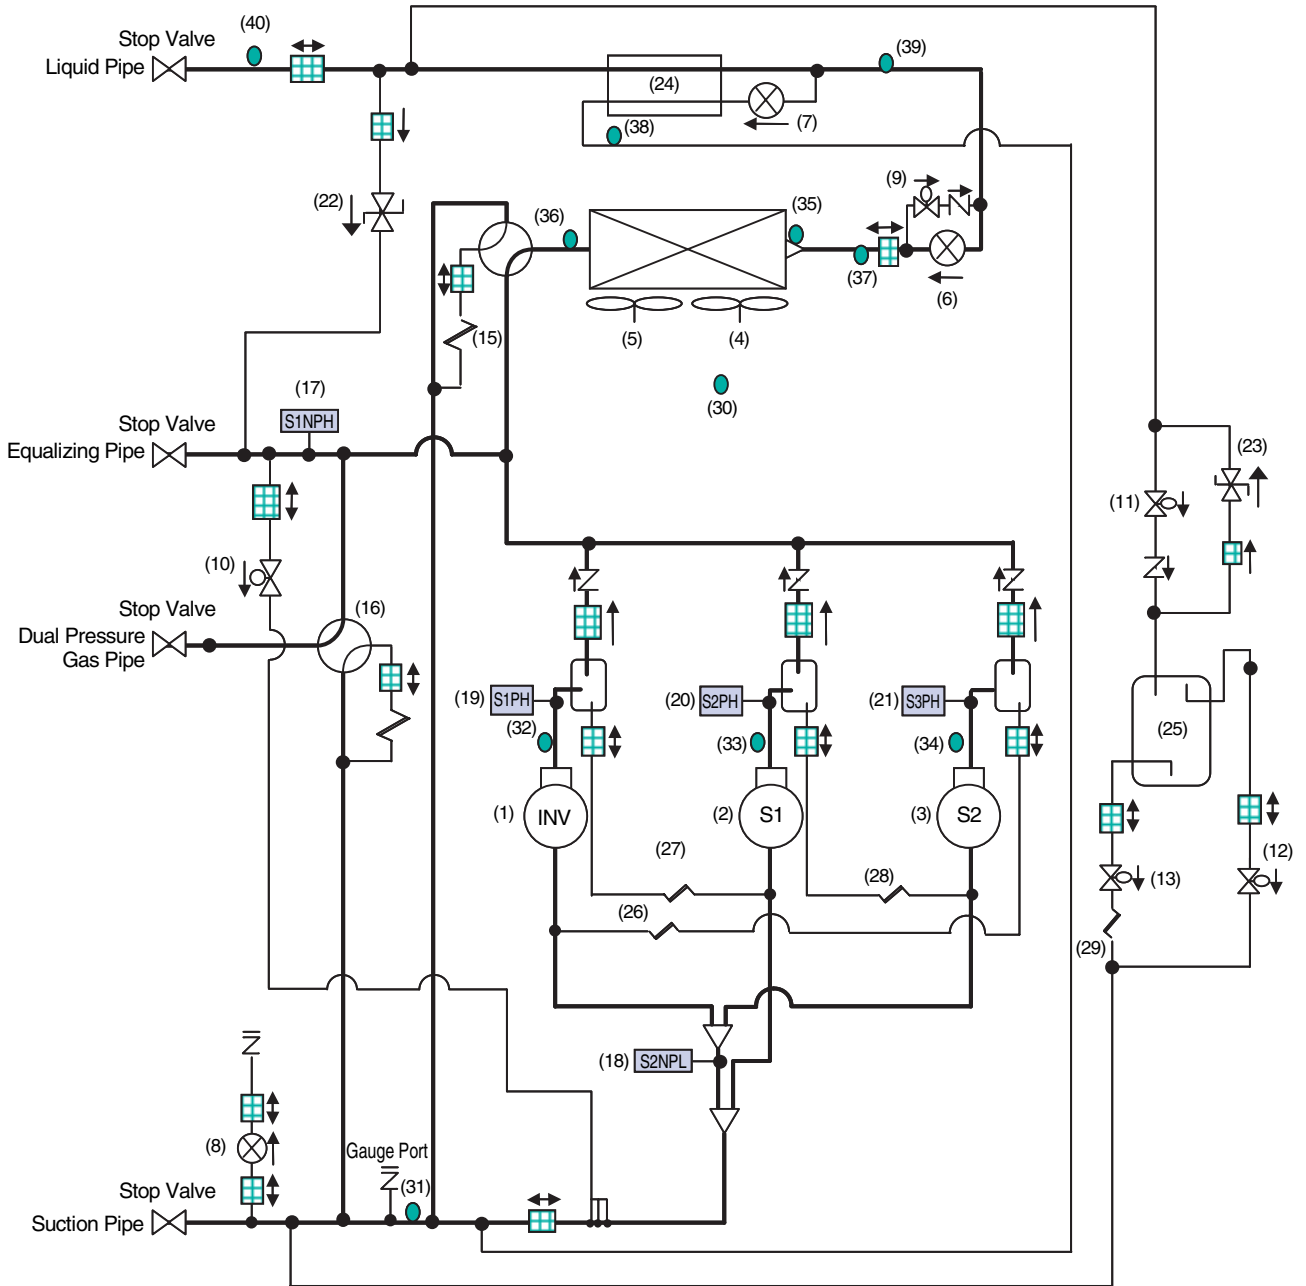 (40)
Stop Valve
Liquid Pipe
(39)
(24)
(7)
(38)
(22)
(9)
(36)
(35)
(37)
(6)
(15)
(5)
(4)
(30)
(17)
Stop Valve
S1NPH
Equalizing Pipe
(23)
(11)
(10)
Stop Valve
(16)
Dual Pressure
Gas Pipe
(19)
S1PH
(20)
S2PH
(21)
S3PH
(32)
(33)
(34)
(25)
(1)
INV
(2)
S1
(3)
S2
(27)
(28)
(12)
(13)
(26)
(29)
(18)
S2NPL
(8)
Gauge Port
(31)
Stop Valve
Suction Pipe